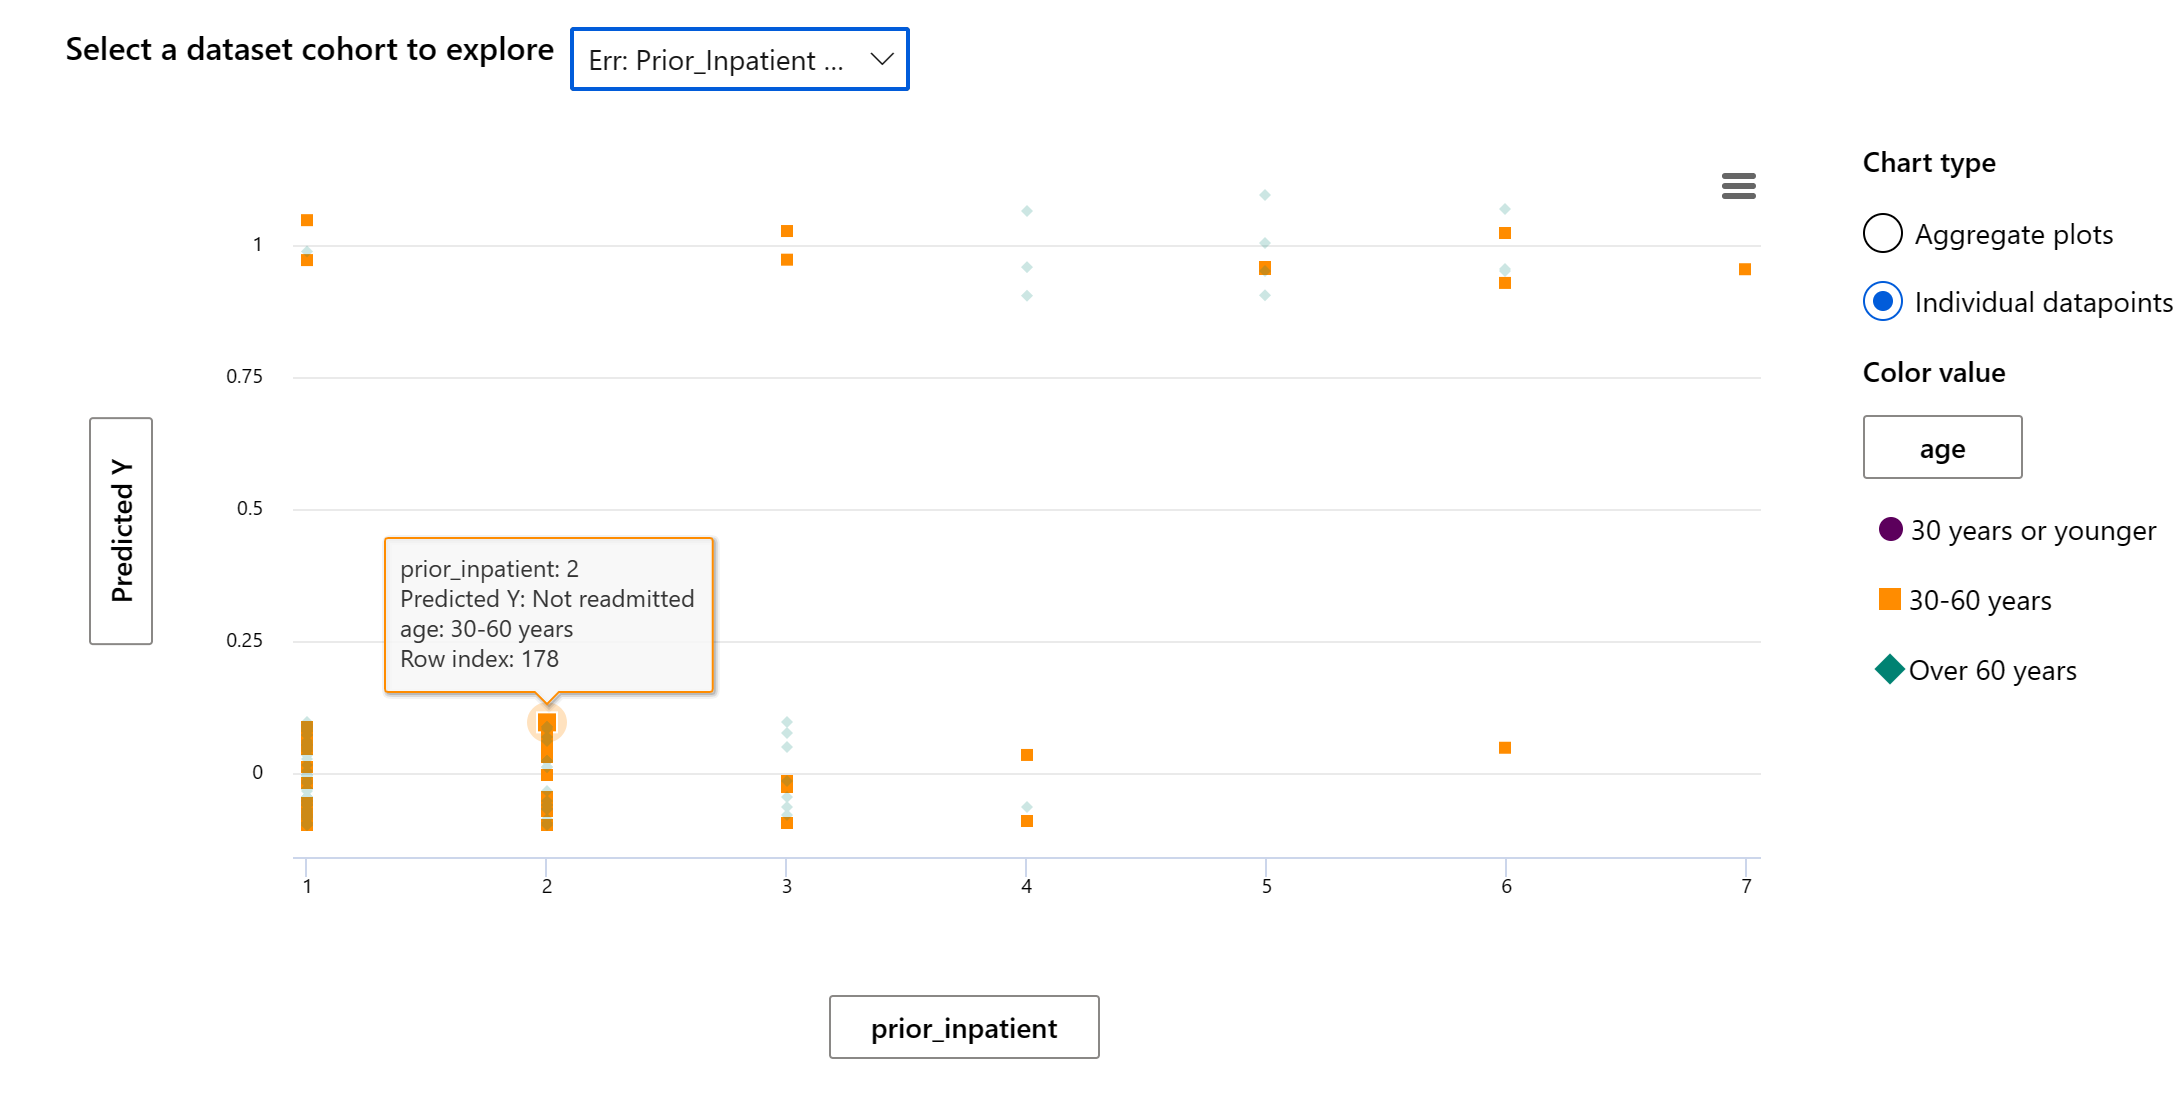 Select a dataset cohort to explore
Err: Prior_Inpatient ...
Chart type
Aggregate plots
Individual datapoints
Color value
age
30 years or younger
30-60 years
Over 60 years
Predicted Y
1
0.75
0.5
0.25
0
prior_inpatient: 2
Predicted Y: Not readmitted
age: 30-60 years
Row index: 178
1 2 3 4 5 6 7
prior_inpatient